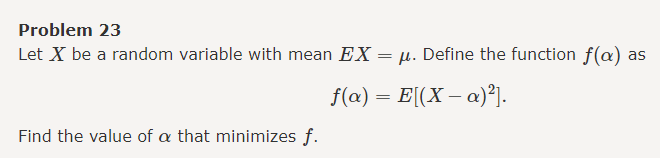 Problem 23
Let X be a random variable with mean EX = μ. Define the function f(α) as
f(α) = E[(X − α)²].
Find the value of α that minimizes f.